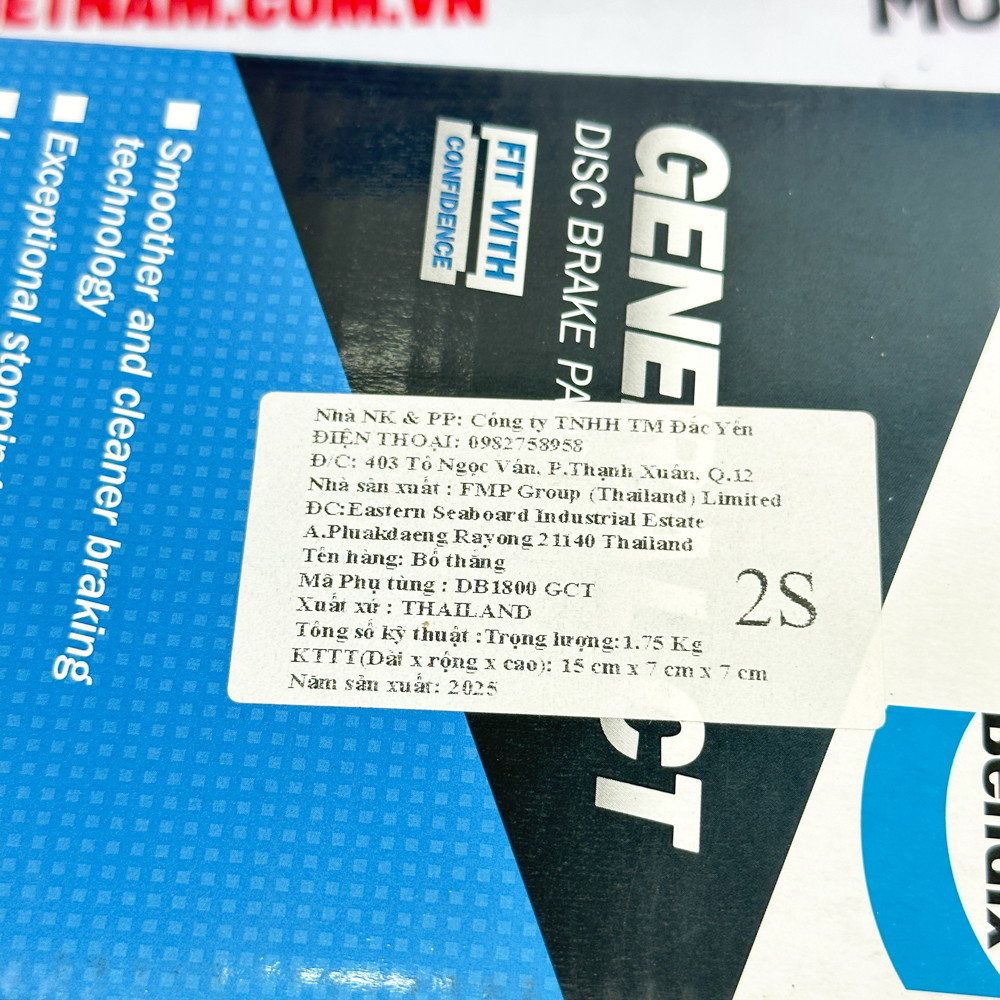 VIETNAM.COM.VN
FIT WITH
CONFIDENCE
DISC BRAKE
GENE CT
Smoother and cleaner braking
technology
Exceptional
Nhà NK & PP: Công ty TNHH TM Đắc Yến
ĐIỆN THOẠI: 0982758958
Đ/C: 403 Tô Ngọc Vân, P.Thạnh Xuân, Q.12
Nhà sản xuất : FMP Group (Thailand) Limited
ĐC:Eastern Seaboard Industrial Estate
A.Pluakdaeng Rayong 21140 Thailand
Tên hàng: Bố thắng
Mã Phụ tùng : DB1800 GCT
Xuất xứ : THAILAND
Tông số kỹ thuật :Trọng lượng:1.75 Kg
KTTT(Dài x rộng x cao): 15 cm x 7 cm x 7 cm
Năm sản xuất: 2025
2S
Bendix